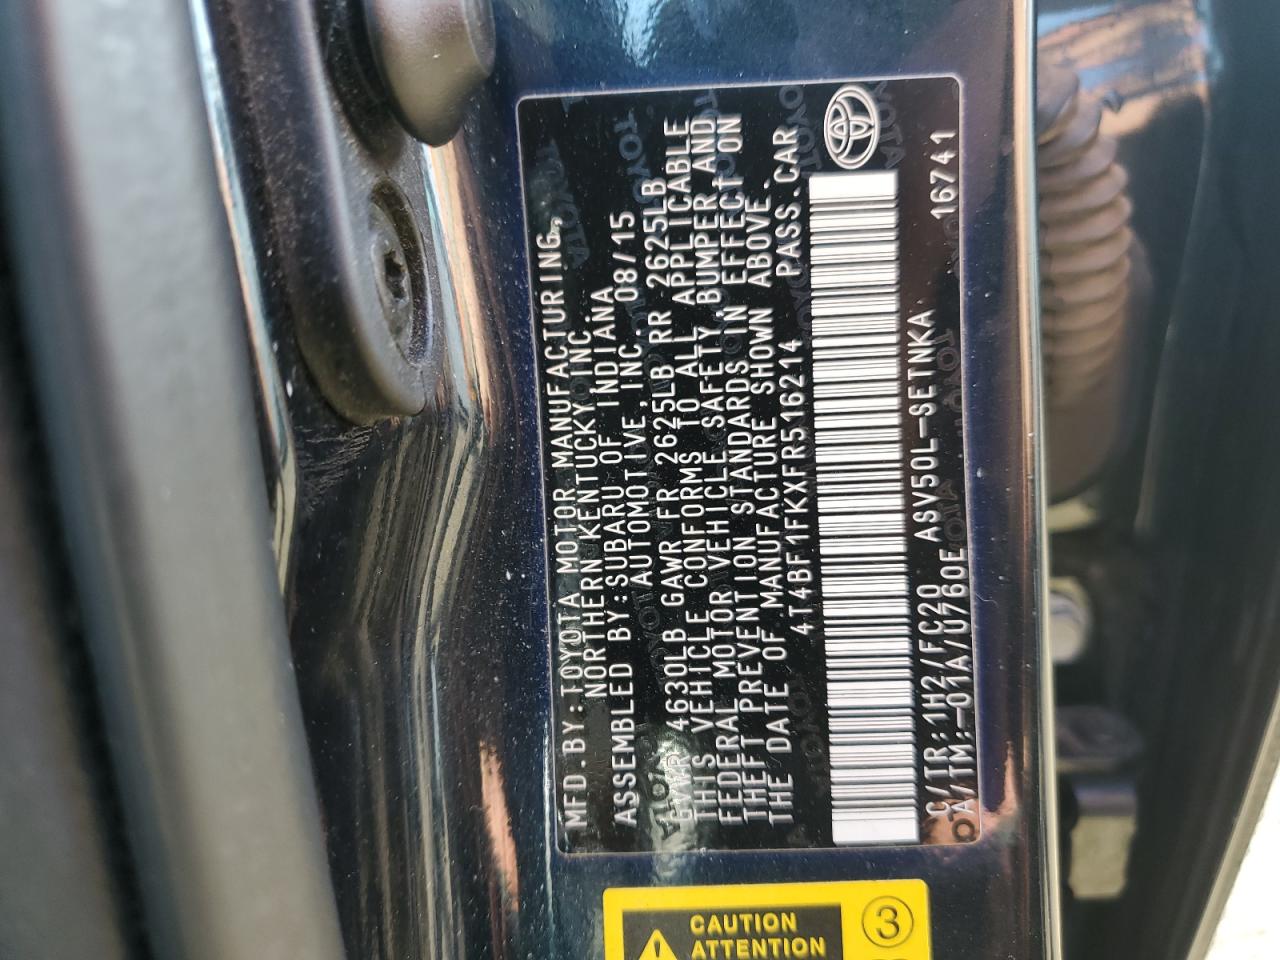 MFD.BY:TOYOTA MOTOR MANUFACTURING,
NORTHERN KENTUCKY,INC.
ASSEMBLED BY:SUBARU OF INDIANA
AUTOMOTIVE,INC. 08/15
GVWR 4630LB GAWR FR 2625LB RR 2625LB
THIS VEHICLE CONFORMS TO ALL APPLICABLE
FEDERAL MOTOR VEHICLE SAFETY,BUMPER,AND
THEFT PREVENTION STANDARDS IN EFFECT ON
THE DATE OF MANUFACTURE SHOWN ABOVE.
4T4BF1FKXFR516214 PASS.CAR
C/TR:1H2/FC20 ASV50L-SETNKA 16741
A/TM:-01A/U760E
CAUTION
ATTENTION
3